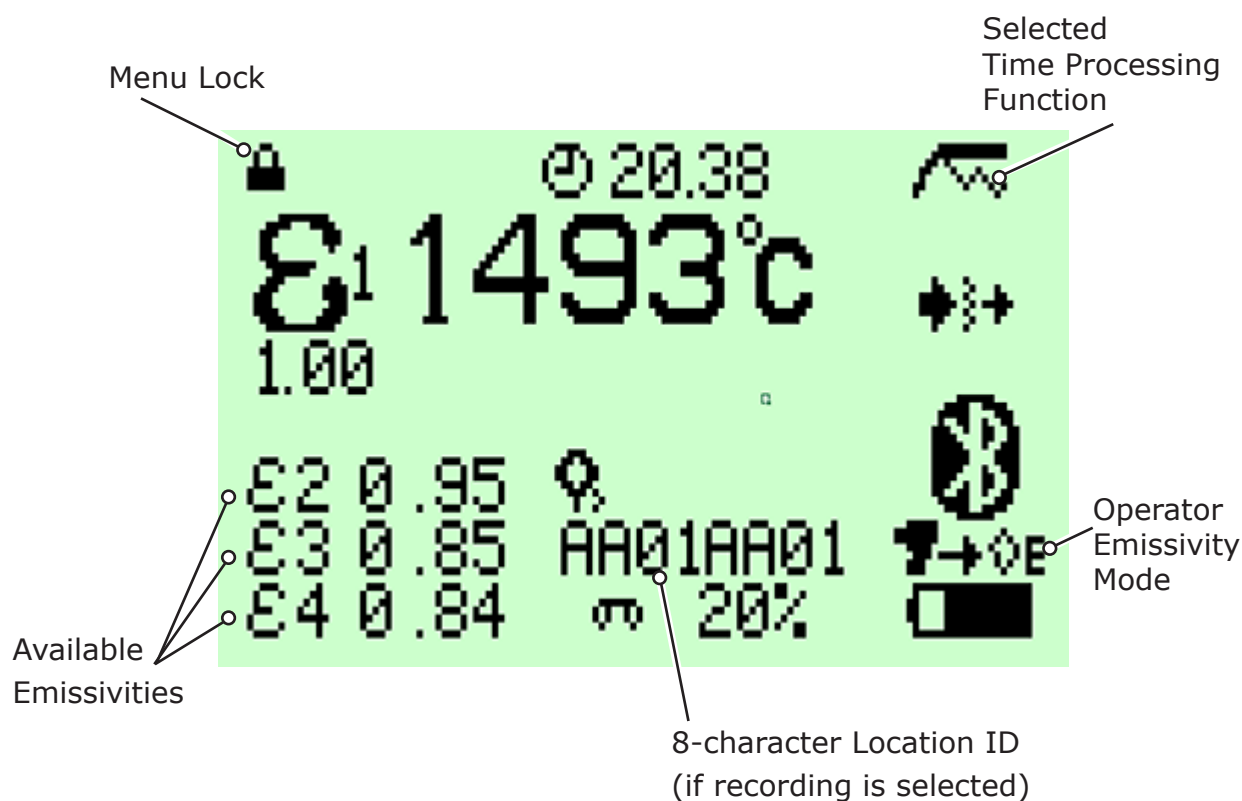 Selected
Time Processing
Function
Menu Lock
20.38
ε1 1493°C
1.00
ε2 0.95
ε3 0.85 AA01AA01
ε4 0.84 20%
E
Operator
Emissivity
Mode
Available
Emissivities
8-character Location ID
(if recording is selected)